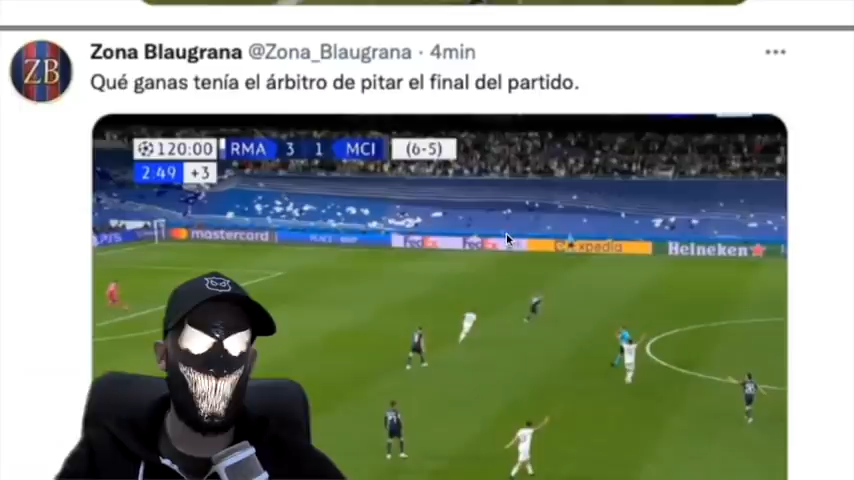 ZB
Zona Blaugrana @Zona_Blaugrana · 4min
Qué ganas tenía el árbitro de pitar el final del partido.
120:00 RMA 3 1 MCI (6-5)
2:49 +3
PS5 mastercard FedEx FedEx expedia Heineken